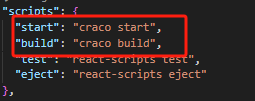 "scripts": {
"start": "craco start",
"build": "craco build",
"test": "react-scripts test",
"eject": "react-scripts eject"
},